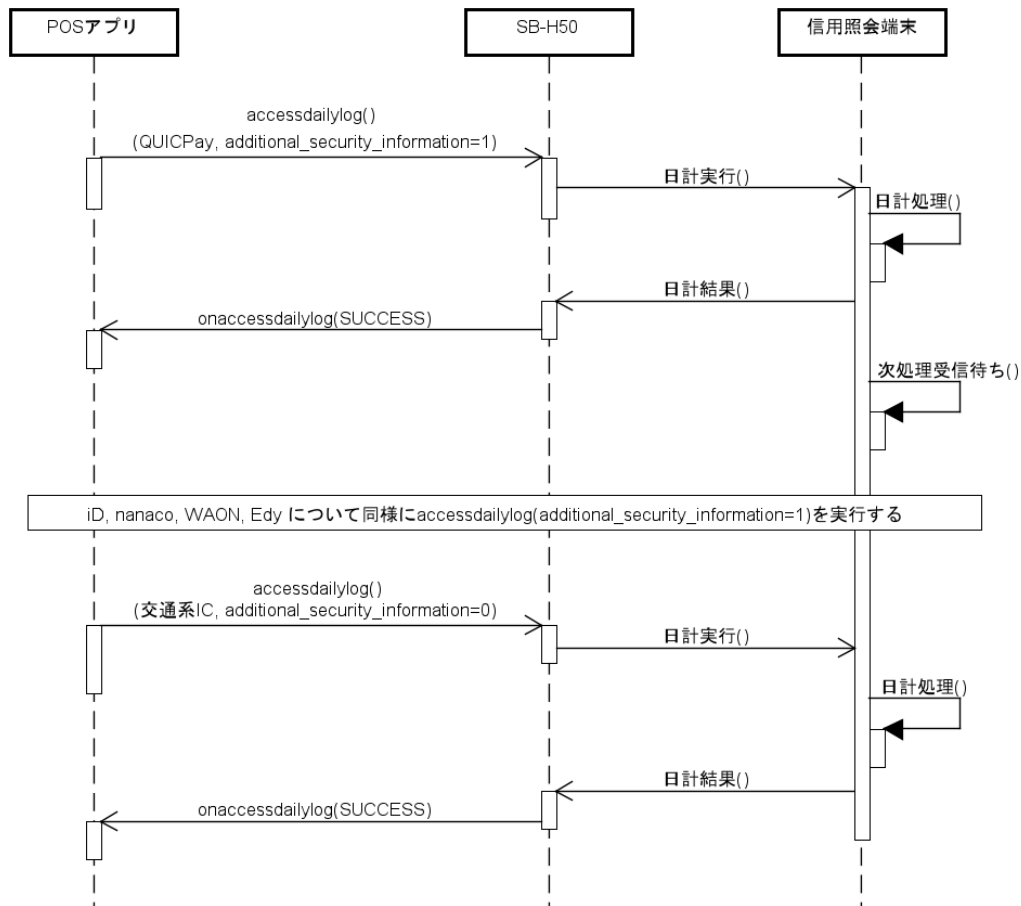 POSアプリ
SB-H50
信用照会端末
accessdailylog()
(QUICPay, additional_security_information=1)
日計実行()
日計処理()
日計結果()
onaccessdailylog(SUCCESS)
次処理受信待ち()
iD, nanaco, WAON, Edy について同様にaccessdailylog(additional_security_information=1)を実行する
accessdailylog()
(交通系IC, additional_security_information=0)
日計実行()
日計処理()
日計結果()
onaccessdailylog(SUCCESS)